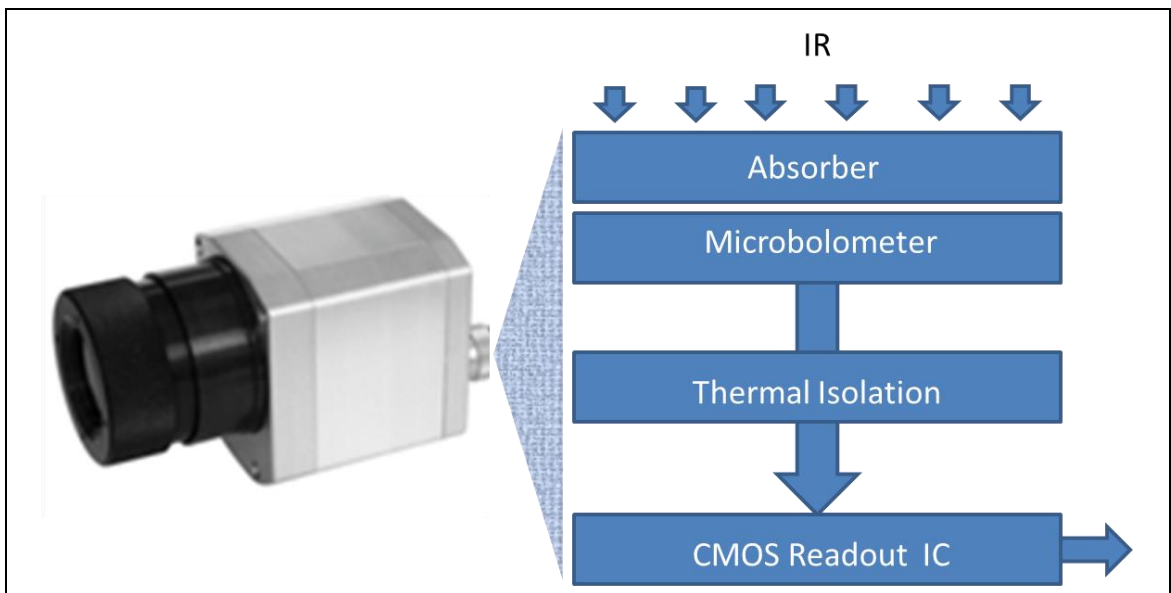 IR
Absorber
Microbolometer
Thermal Isolation
CMOS Readout IC